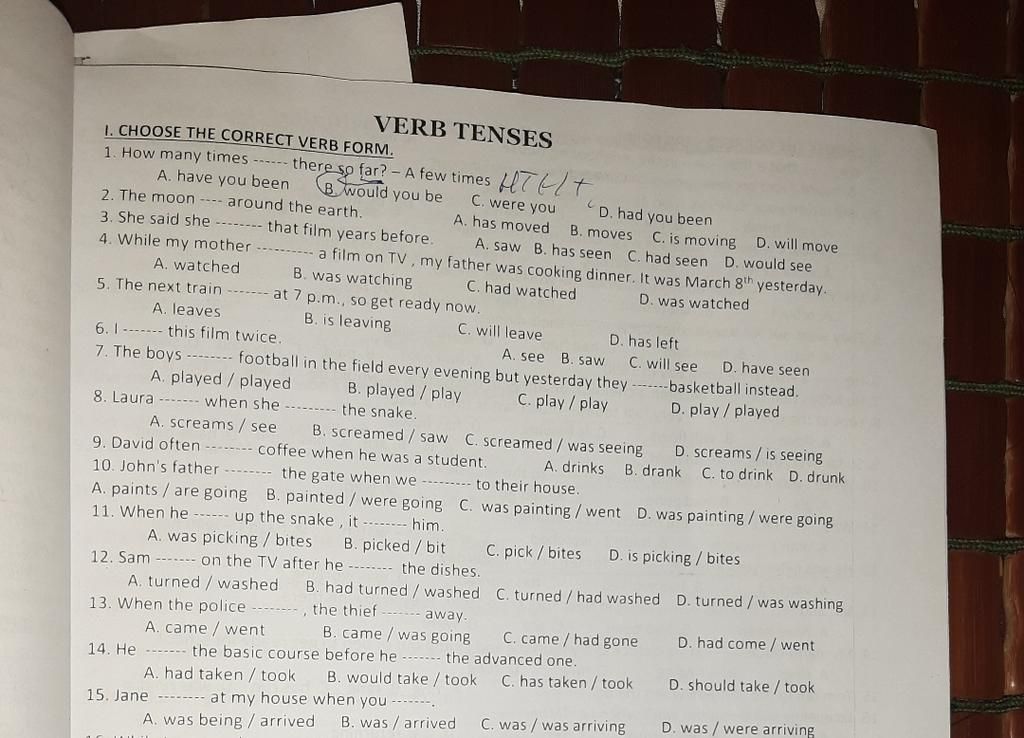 VERB TENSES
I. CHOOSE THE CORRECT VERB FORM.
1. How many times ------ there so far? – A few times HTHT
A. have you been B. would you be C. were you D. had you been
2. The moon ---- around the earth. A. has moved B. moves C. is moving D. will move
3. She said she -------- that film years before. A. saw B. has seen C. had seen D. would see
4. While my mother ---------- a film on TV , my father was cooking dinner. It was March 8th yesterday.
A. watched B. was watching C. had watched D. was watched
5. The next train ------- at 7 p.m., so get ready now.
A. leaves B. is leaving C. will leave D. has left
6. I ------- this film twice. A. see B. saw C. will see D. have seen
7. The boys -------- football in the field every evening but yesterday they -------basketball instead.
A. played / played B. played / play C. play / play D. play / played
8. Laura ------- when she --------- the snake.
A. screams / see B. screamed / saw C. screamed / was seeing D. screams / is seeing
9. David often -------- coffee when he was a student. A. drinks B. drank C. to drink D. drunk
10. John's father -------- the gate when we --------- to their house.
A. paints / are going B. painted / were going C. was painting / went D. was painting / were going
11. When he ------ up the snake , it -------- him.
A. was picking / bites B. picked / bit C. pick / bites D. is picking / bites
12. Sam ------- on the TV after he -------- the dishes.
A. turned / washed B. had turned / washed C. turned / had washed D. turned / was washing
13. When the police -------- , the thief ------- away.
A. came / went B. came / was going C. came / had gone D. had come / went
14. He ------- the basic course before he ------- the advanced one.
A. had taken / took B. would take / took C. has taken / took D. should take / took
15. Jane -------- at my house when you -------.
A. was being / arrived B. was / arrived C. was / was arriving D. was / were arriving